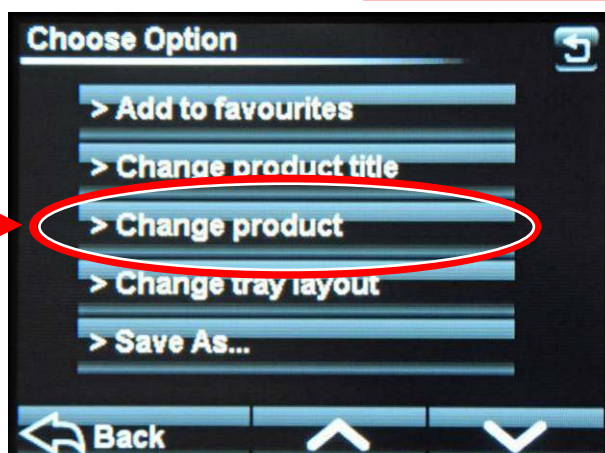 Choose Option
> Add to favourites
> Change product title
> Change product
> Change tray layout
> Save As...
Back